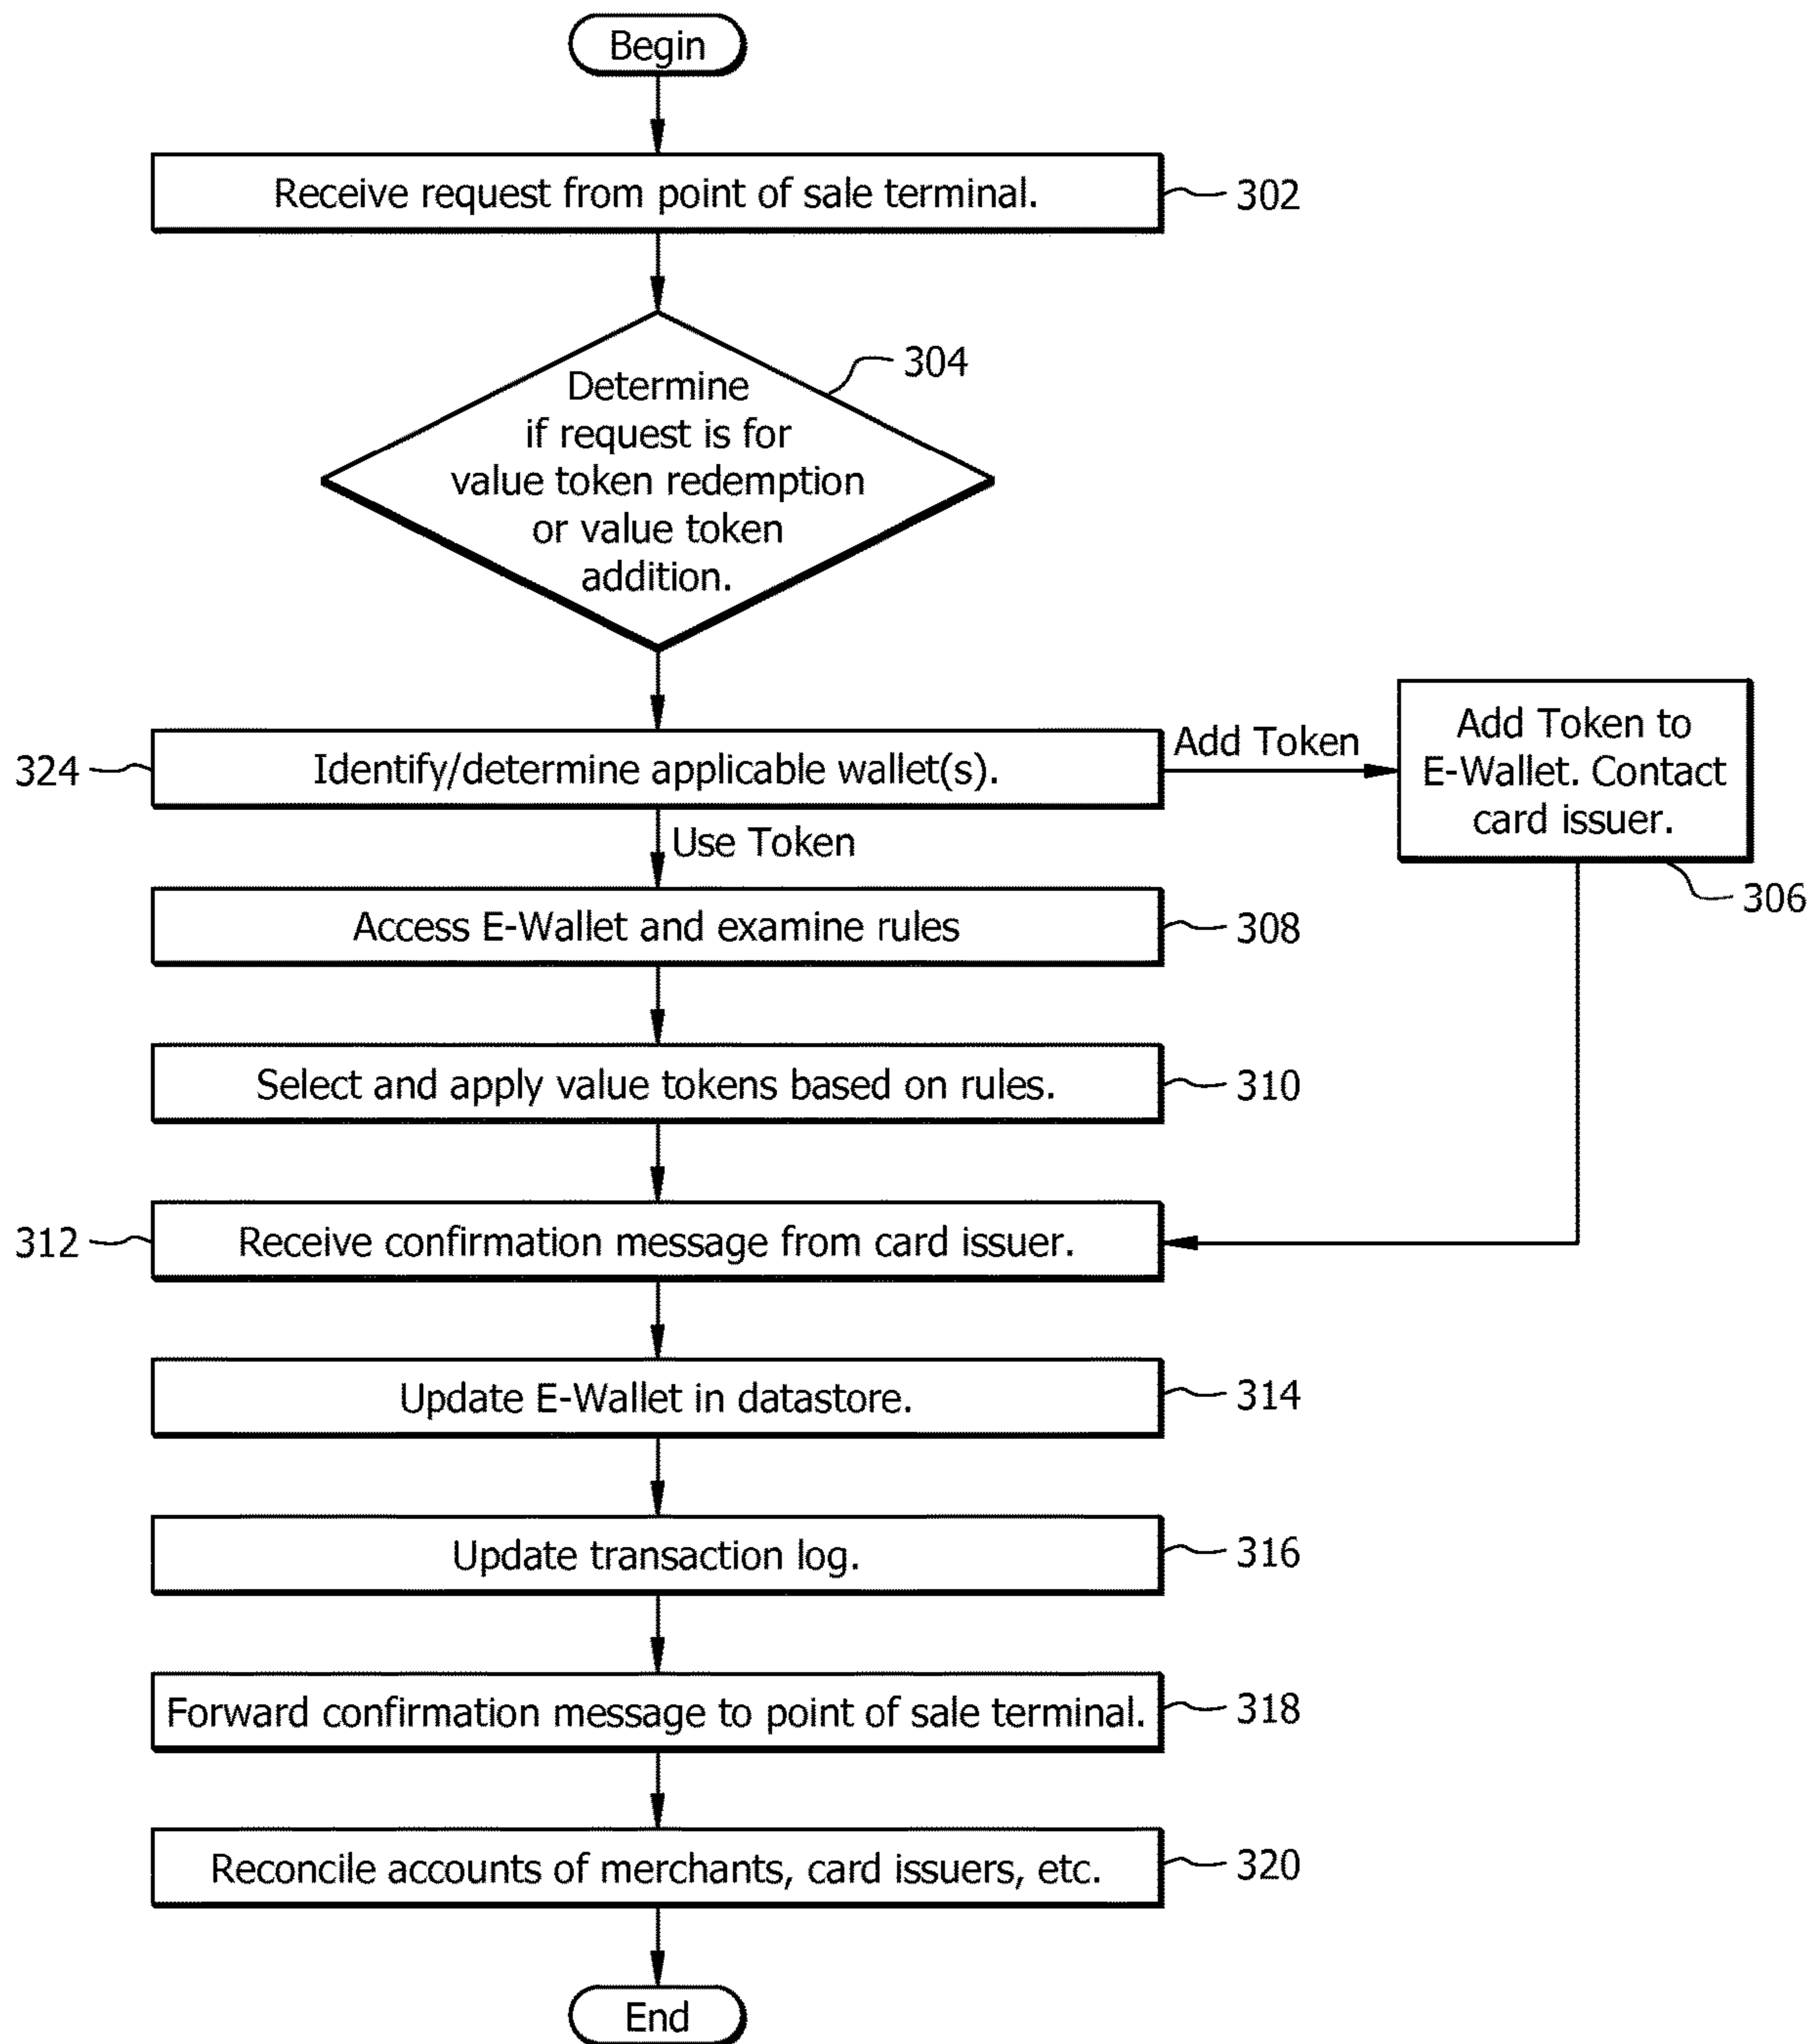 Begin
Receive request from point of sale terminal.
302
304
Determine
if request is for
value token redemption
or value token
addition.
324
Identify/determine applicable wallet(s).
Add Token
Add Token to
E-Wallet. Contact
card issuer.
306
Use Token
Access E-Wallet and examine rules
308
Select and apply value tokens based on rules.
310
312
Receive confirmation message from card issuer.
Update E-Wallet in datastore.
314
Update transaction log.
316
Forward confirmation message to point of sale terminal.
318
Reconcile accounts of merchants, card issuers, etc.
320
End